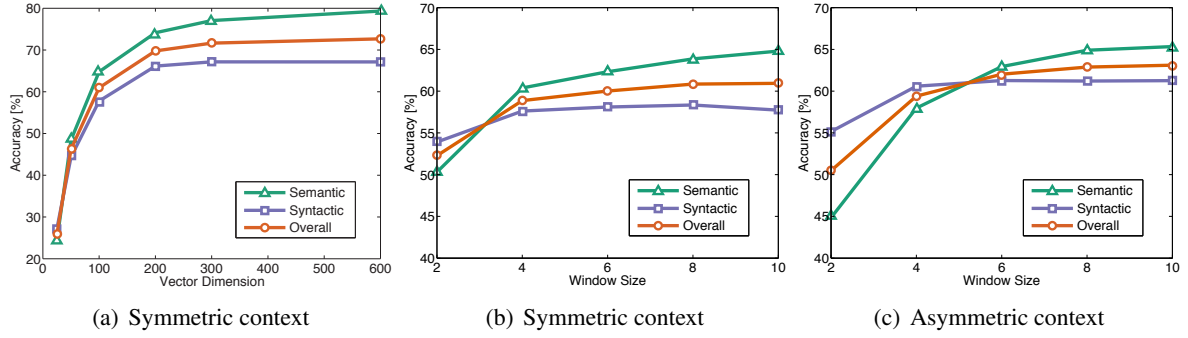 80
70
60
50
40
30
20
0
100
200
300
400
500
600
Accuracy [%]
Vector Dimension
Semantic
Syntactic
Overall
(a) Symmetric context
70
65
60
55
50
45
40
2
4
6
8
10
Accuracy [%]
Window Size
Semantic
Syntactic
Overall
(b) Symmetric context
70
65
60
55
50
45
40
2
4
6
8
10
Accuracy [%]
Window Size
Semantic
Syntactic
Overall
(c) Asymmetric context